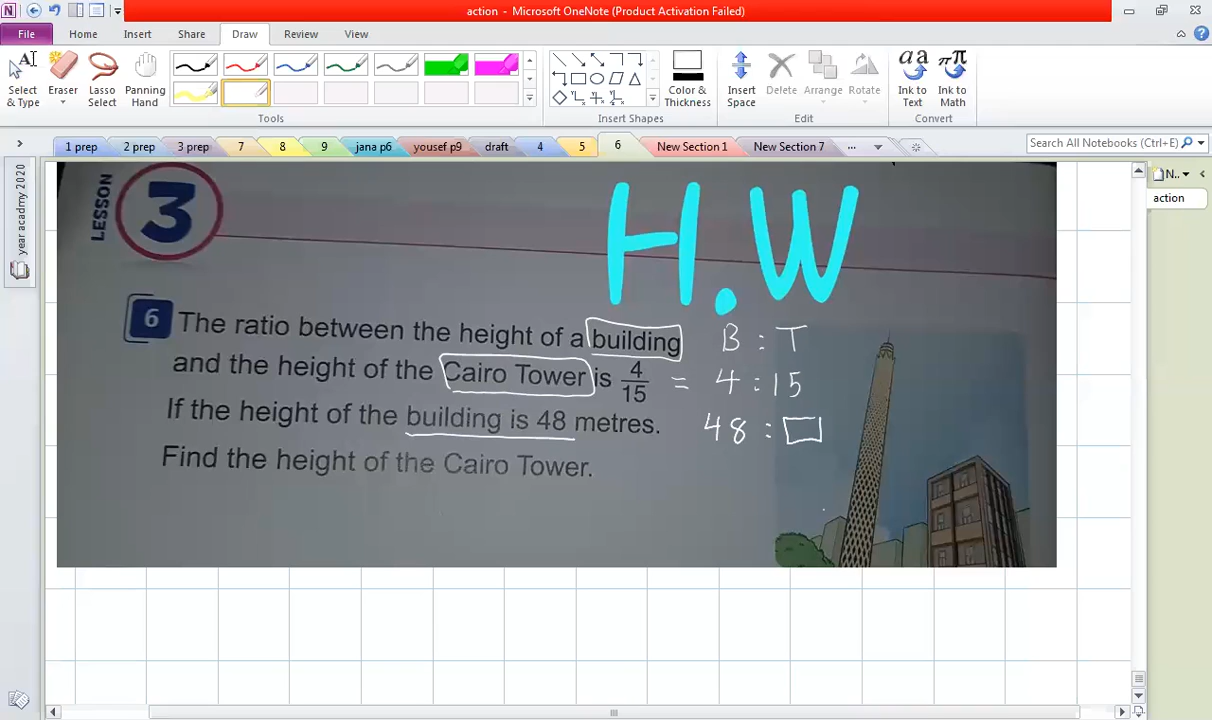 action - Microsoft OneNote (Product Activation Failed)
File Home Insert Share Draw Review View
Select & Type
Eraser
Lasso Select
Panning Hand
Color & Thickness
Insert Space
Delete
Arrange
Rotate
Ink to Text
Ink to Math
Tools
Insert Shapes
Edit
Convert
1 prep 2 prep 3 prep 7 8 9 jana p6 yousef p9 draft 4 5 6 New Section 1 New Section 7 ...
Search All Notebooks (Ctrl+E)
year acadmy 2020
N..
action
LESSON 3
H.W
6 The ratio between the height of a building
and the height of the Cairo Tower is 4/15
If the height of the building is 48 metres.
Find the height of the Cairo Tower.
B : T
= 4 : 15
48 : □